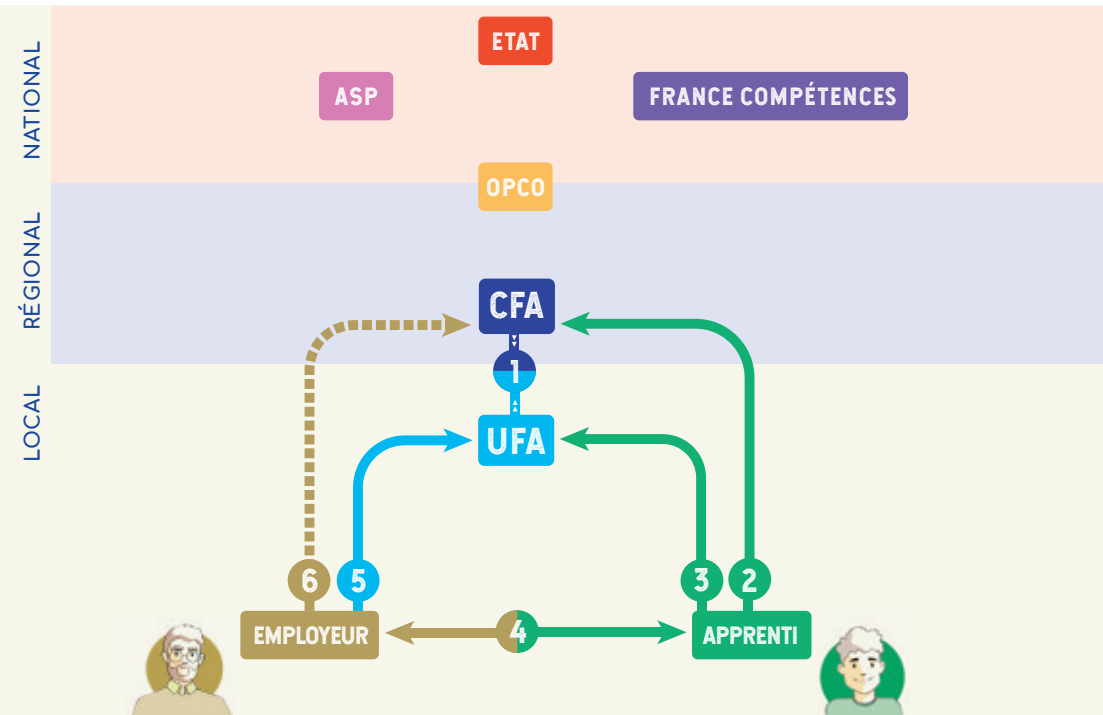 NATIONAL
ETAT
ASP
FRANCE COMPÉTENCES
OPCO
RÉGIONAL
CFA
1
LOCAL
UFA
6
5
3
2
EMPLOYEUR
4
APPRENTI